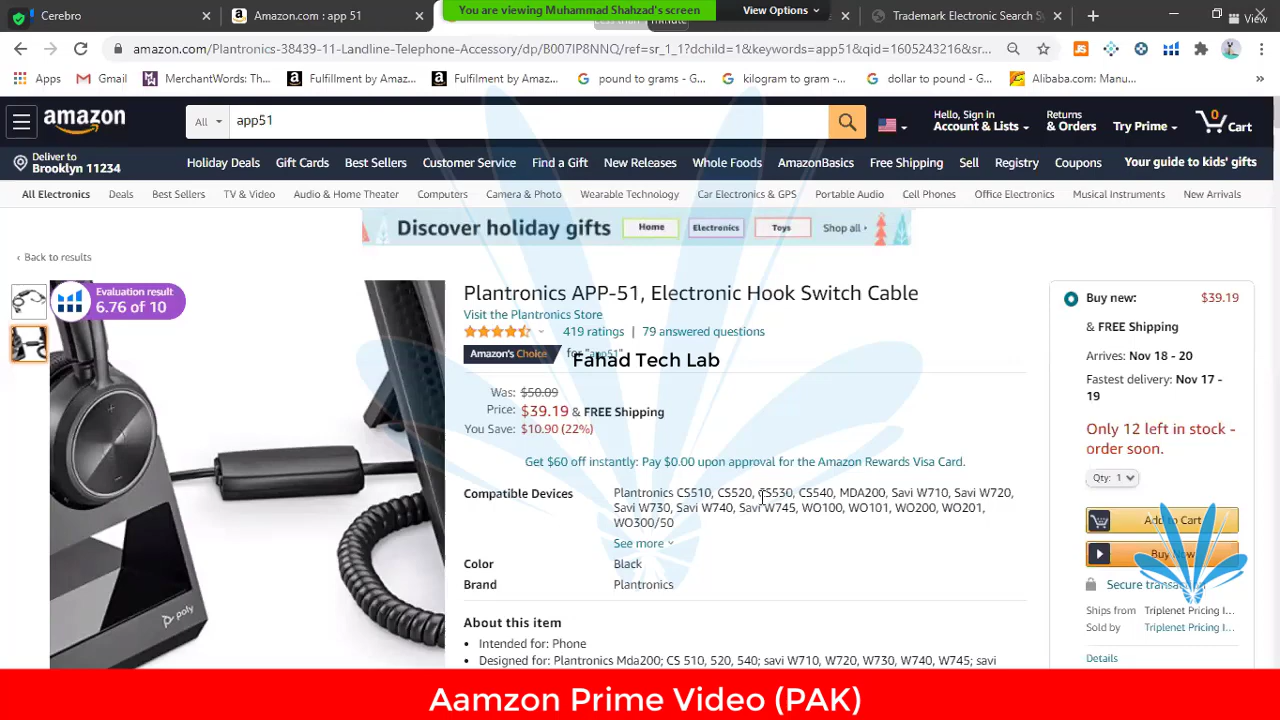 Cerebro
Amazon.com : app 51
You are viewing Muhammad Shahzad's screen
View Options
Trademark Electronic Search S
View
amazon.com/Plantronics-38439-11-Landline-Telephone-Accessory/dp/B007IP8NNQ/ref=sr_1_1?dchild=1&keywords=app51&qid=1605243216&sr...
Apps
Gmail
MerchantWords: Th...
Fulfillment by Amaz...
Fulfilment by Amaz...
pound to grams - G...
kilogram to gram -...
dollar to pound - G...
Alibaba.com: Manu...
amazon
All
app51
Hello, Sign in
Account & Lists
Returns
& Orders
Try Prime
0
Cart
Deliver to
Brooklyn 11234
Holiday Deals Gift Cards Best Sellers Customer Service Find a Gift New Releases Whole Foods AmazonBasics Free Shipping Sell Registry Coupons
Your guide to kids' gifts
All Electronics Deals Best Sellers TV & Video Audio & Home Theater Computers Camera & Photo Wearable Technology Car Electronics & GPS Portable Audio Cell Phones Office Electronics Musical Instruments New Arrivals
Discover holiday gifts Home Electronics Toys Shop all ›
‹ Back to results
Evaluation result
6.76 of 10
poly
Plantronics APP-51, Electronic Hook Switch Cable
Visit the Plantronics Store
419 ratings | 79 answered questions
Amazon's Choice for "app51"
Fahad Tech Lab
Was: $50.09
Price: $39.19 & FREE Shipping
You Save: $10.90 (22%)
Get $60 off instantly: Pay $0.00 upon approval for the Amazon Rewards Visa Card.
Compatible Devices
Plantronics CS510, CS520, CS530, CS540, MDA200, Savi W710, Savi W720,
Savi W730, Savi W740, Savi W745, WO100, WO101, WO200, WO201,
WO300/50
See more
Color Black
Brand Plantronics
About this item
• Intended for: Phone
• Designed for: Plantronics Mda200; CS 510, 520, 540; savi W710, W720, W730, W740, W745; savi
Buy new: $39.19
& FREE Shipping
Arrives: Nov 18 - 20
Fastest delivery: Nov 17 -
19
Only 12 left in stock -
order soon.
Qty: 1
Add to Cart
Buy Now
Secure transac
Ships from Triplenet Pricing I...
Sold by Triplenet Pricing I...
Details
Aamzon Prime Video (PAK)